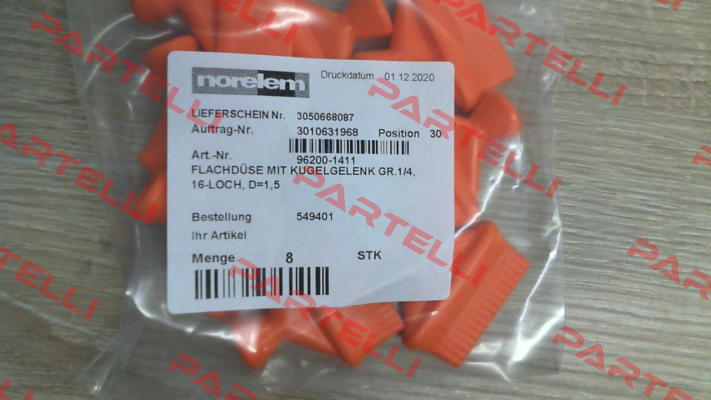 norelem
Druckdatum 01.12.2020
LIEFERSCHEIN Nr. 3050668087
Auftrag-Nr. 3010631968 Position 30
Art.-Nr. 96200-1411
FLACHDÜSE MIT KUGELGELENK GR.1/4,
16-LOCH, D=1,5
Bestellung 549401
Ihr Artikel
Menge 8 STK
PARTELLI
PARTELLI
PARTELLI
PARTELLI
PARTELLI
PARTELLI